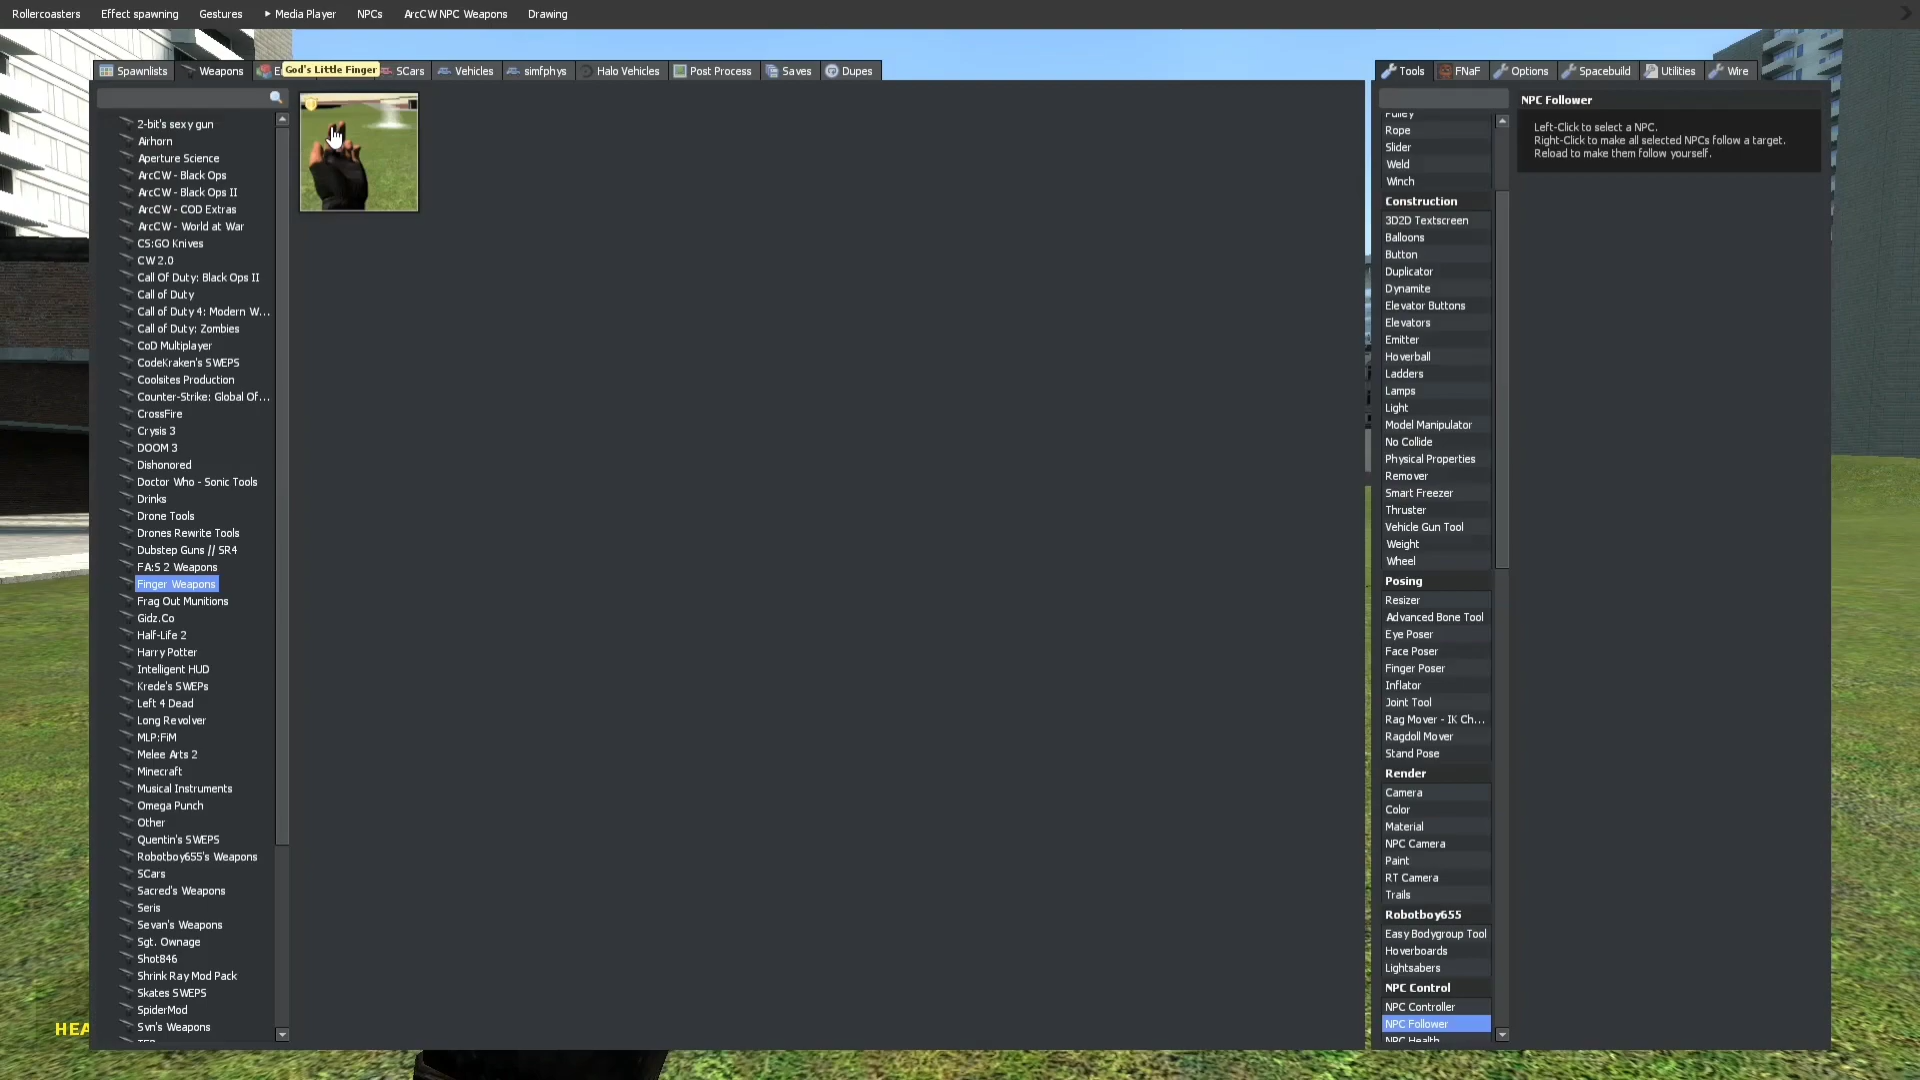 Rollercoasters Effect spawning Gestures Media Player NPCs ArcCW NPC Weapons Drawing
Spawnlists Weapons God's Little Finger SCars Vehicles simfphys Halo Vehicles Post Process Saves Dupes
2-bit's sexy gun
Airhorn
Aperture Science
ArcCW - Black Ops
ArcCW - Black Ops II
ArcCW - COD Extras
ArcCW - World at War
CS:GO Knives
CW 2.0
Call Of Duty: Black Ops II
Call of Duty
Call of Duty 4: Modern W...
Call of Duty: Zombies
CoD Multiplayer
CodeKraken's SWEPS
Coolsites Production
Counter-Strike: Global Of...
CrossFire
Crysis 3
DOOM 3
Dishonored
Doctor Who - Sonic Tools
Drinks
Drone Tools
Drones Rewrite Tools
Dubstep Guns // SR4
FA:S 2 Weapons
Finger Weapons
Frag Out Munitions
Gidz.Co
Half-Life 2
Harry Potter
Intelligent HUD
Krede's SWEPs
Left 4 Dead
Long Revolver
MLP:FiM
Melee Arts 2
Minecraft
Musical Instruments
Omega Punch
Other
Quentin's SWEPS
Robotboy655's Weapons
SCars
Sacred's Weapons
Seris
Sevan's Weapons
Sgt. Ownage
Shot846
Shrink Ray Mod Pack
Skates SWEPS
SpiderMod
Svn's Weapons
HEA
Tools FNaF Options Spacebuild Utilities Wire
Pulley
Rope
Slider
Weld
Winch
Construction
3D2D Textscreen
Balloons
Button
Duplicator
Dynamite
Elevator Buttons
Elevators
Emitter
Hoverball
Ladders
Lamps
Light
Model Manipulator
No Collide
Physical Properties
Remover
Smart Freezer
Thruster
Vehicle Gun Tool
Weight
Wheel
Posing
Resizer
Advanced Bone Tool
Eye Poser
Face Poser
Finger Poser
Inflator
Joint Tool
Rag Mover - IK Ch...
Ragdoll Mover
Stand Pose
Render
Camera
Color
Material
NPC Camera
Paint
RT Camera
Trails
Robotboy655
Easy Bodygroup Tool
Hoverboards
Lightsabers
NPC Control
NPC Controller
NPC Follower
NPC Health
NPC Follower
Left-Click to select a NPC.
Right-Click to make all selected NPCs follow a target.
Reload to make them follow yourself.